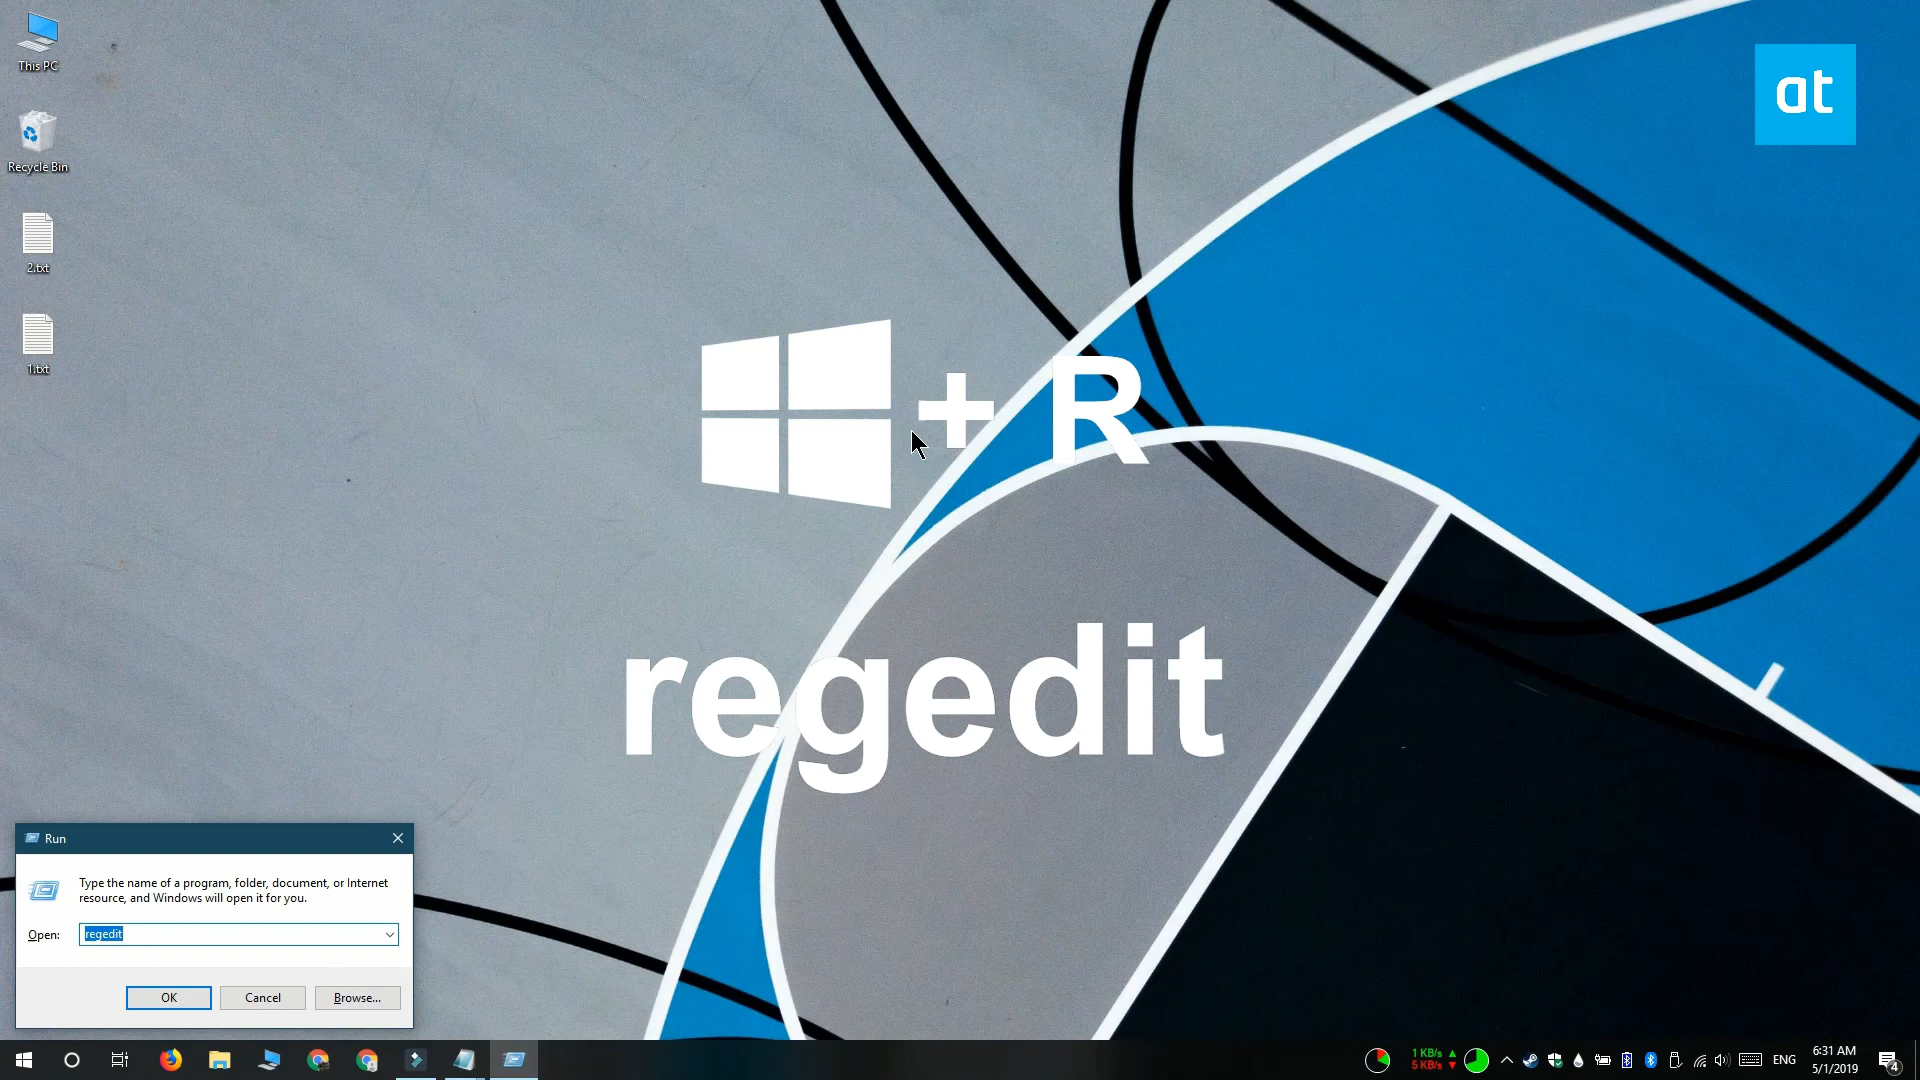 This PC
Recycle Bin
2.txt
1.txt
at
+ R
regedit
Run
Type the name of a program, folder, document, or Internet
resource, and Windows will open it for you.
Open:
regedit
OK
Cancel
Browse...
1 KB/s
5 KB/s
ENG
6:31 AM
5/1/2019
4